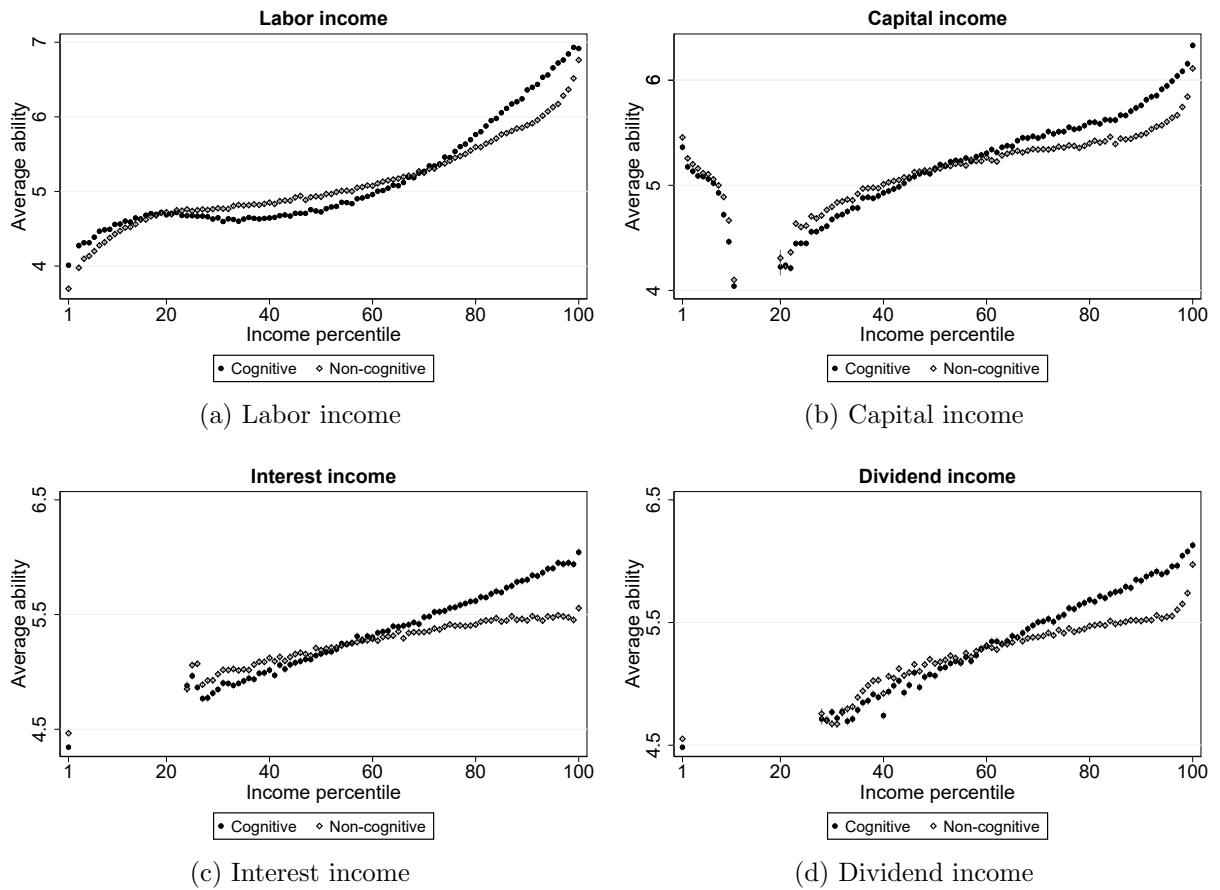 Labor income
Average ability
7
6
5
4
1 20 40 60 80 100
Income percentile
Cognitive Non-cognitive
(a) Labor income
Capital income
Average ability
6
5
4
1 20 40 60 80 100
Income percentile
Cognitive Non-cognitive
(b) Capital income
Interest income
Average ability
6.5
5.5
4.5
1 20 40 60 80 100
Income percentile
Cognitive Non-cognitive
(c) Interest income
Dividend income
Average ability
6.5
5.5
4.5
1 20 40 60 80 100
Income percentile
Cognitive Non-cognitive
(d) Dividend income